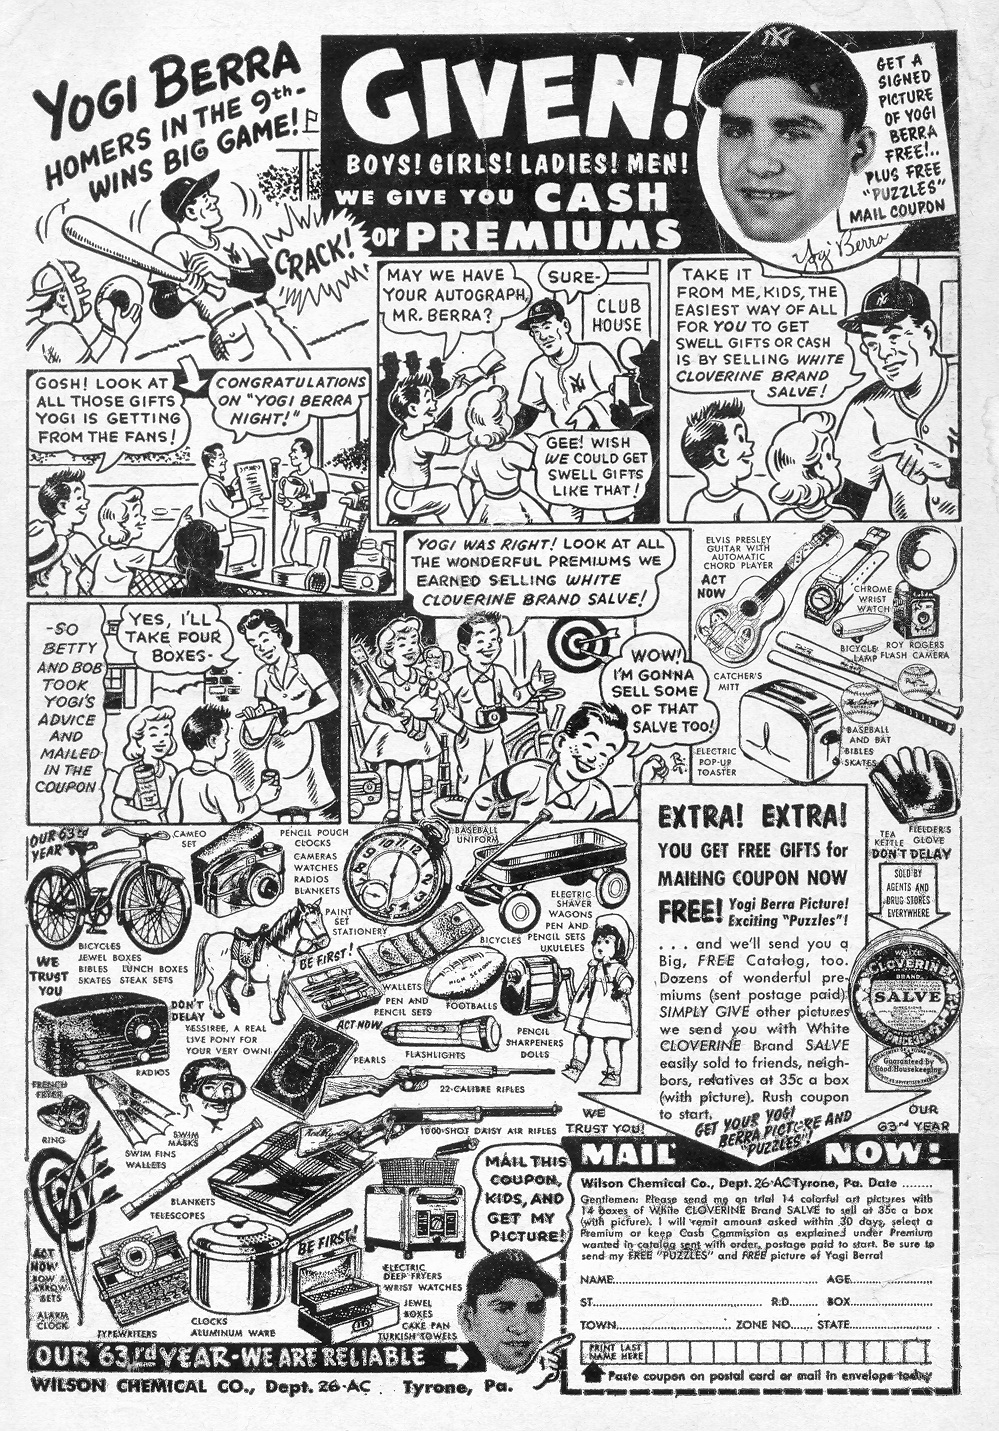 YOGI BERRA
HOMERS IN THE 9th-
WINS BIG GAME!
CRACK!
GIVEN!
BOYS! GIRLS! LADIES! MEN!
WE GIVE YOU CASH
or PREMIUMS
GET A
SIGNED
PICTURE
OF YOGI
BERRA
FREE!..
PLUS FREE
"PUZZLES"
MAIL COUPON
Yogi Berra
GOSH! LOOK AT
ALL THOSE GIFTS
YOGI IS GETTING
FROM THE FANS!
CONGRATULATIONS
ON "YOGI BERRA
NIGHT!"
MAY WE HAVE
YOUR AUTOGRAPH,
MR. BERRA?
SURE-
CLUB
HOUSE
GEE! WISH
WE COULD GET
SWELL GIFTS
LIKE THAT!
TAKE IT
FROM ME, KIDS, THE
EASIEST WAY OF ALL
FOR YOU TO GET
SWELL GIFTS OR CASH
IS BY SELLING WHITE
CLOVERINE BRAND
SALVE!
-SO
BETTY
AND BOB
TOOK
YOGI'S
ADVICE
AND
MAILED
IN THE
COUPON
YES, I'LL
TAKE FOUR
BOXES-
YOGI WAS RIGHT! LOOK AT ALL
THE WONDERFUL PREMIUMS WE
EARNED SELLING WHITE
CLOVERINE BRAND SALVE!
WOW!
I'M GONNA
SELL SOME
OF THAT
SALVE TOO!
ELVIS PRESLEY
GUITAR WITH
AUTOMATIC
CHORD PLAYER
ACT
NOW
CHROME
WRIST
WATCH
BICYCLE
LAMP
ROY ROGERS
FLASH CAMERA
CATCHER'S
MITT
ELECTRIC
POP-UP
TOASTER
BASEBALL
AND BAT
BIBLES
SKATES
TEA
KETTLE
FIELDER'S
GLOVE
DON'T DELAY
SOLD BY
AGENTS AND
DRUG STORES
EVERYWHERE
WHITE
CLOVERINE
BRAND
SALVE
Guaranteed by
Good Housekeeping
OUR 63rd
YEAR
CAMEO
SET
PENCIL POUCH
CLOCKS
CAMERAS
WATCHES
RADIOS
BLANKETS
BASEBALL
UNIFORM
PAINT
SET
STATIONERY
ELECTRIC
SHAVER
WAGONS
PEN AND
PENCIL SETS
UKULELES
BICYCLES
BICYCLES
JEWEL BOXES
BIBLES LUNCH BOXES
SKATES STEAK SETS
WE
TRUST
YOU
BE FIRST!
WALLETS
PEN AND
PENCIL SETS
HIGH SCHOOL
FOOTBALLS
DON'T
DELAY
YESSIREE, A REAL
LIVE PONY FOR
YOUR VERY OWN!
RADIOS
ACT NOW
PEARLS
FLASHLIGHTS
PENCIL
SHARPENERS
DOLLS
22-CALIBRE RIFLES
1000-SHOT DAISY AIR RIFLES
FRENCH
FRYER
RING
SWIM
MASKS
SWIM FINS
WALLETS
BLANKETS
TELESCOPES
ACT
NOW
BOW &
ARROW
SETS
ALARM
CLOCK
TYPEWRITERS
CLOCKS
ALUMINUM WARE
BE FIRST!
ELECTRIC
DEEP FRYERS
WRIST WATCHES
JEWEL
BOXES
CAKE PAN
TURKISH TOWELS
MAIL THIS
COUPON,
KIDS, AND
GET MY
PICTURE!
OUR 63rd YEAR-WE ARE RELIABLE
WILSON CHEMICAL CO., Dept. 26-AC Tyrone, Pa.
EXTRA! EXTRA!
YOU GET FREE GIFTS for
MAILING COUPON NOW
FREE! Yogi Berra Picture!
Exciting "Puzzles"!
. . . and we'll send you a
Big, FREE Catalog, too.
Dozens of wonderful pre-
miums (sent postage paid)
SIMPLY GIVE other pictures
we send you with White
CLOVERINE Brand SALVE
easily sold to friends, neigh-
bors, relatives at 35c a box
(with picture). Rush coupon
to start.
GET YOUR YOGI
BERRA PICTURE AND
"PUZZLES"!
WE
TRUST YOU!
OUR
63rd YEAR
MAIL NOW!
Wilson Chemical Co., Dept. 26-AC Tyrone, Pa. Date ........
Gentlemen: Please send me on trial 14 colorful art pictures with
14 boxes of White CLOVERINE Brand SALVE to sell at 35c a box
(with picture). I will remit amount asked within 30 days, select a
Premium or keep Cash Commission as explained under Premium
wanted in catalog sent with order, postage paid to start. Be sure to
send my FREE "PUZZLES" and FREE picture of Yogi Berra!
NAME............ AGE............
ST............ R.D...... BOX............
TOWN............ ZONE NO...... STATE............
PRINT LAST
NAME HERE
Paste coupon on postal card or mail in envelope today